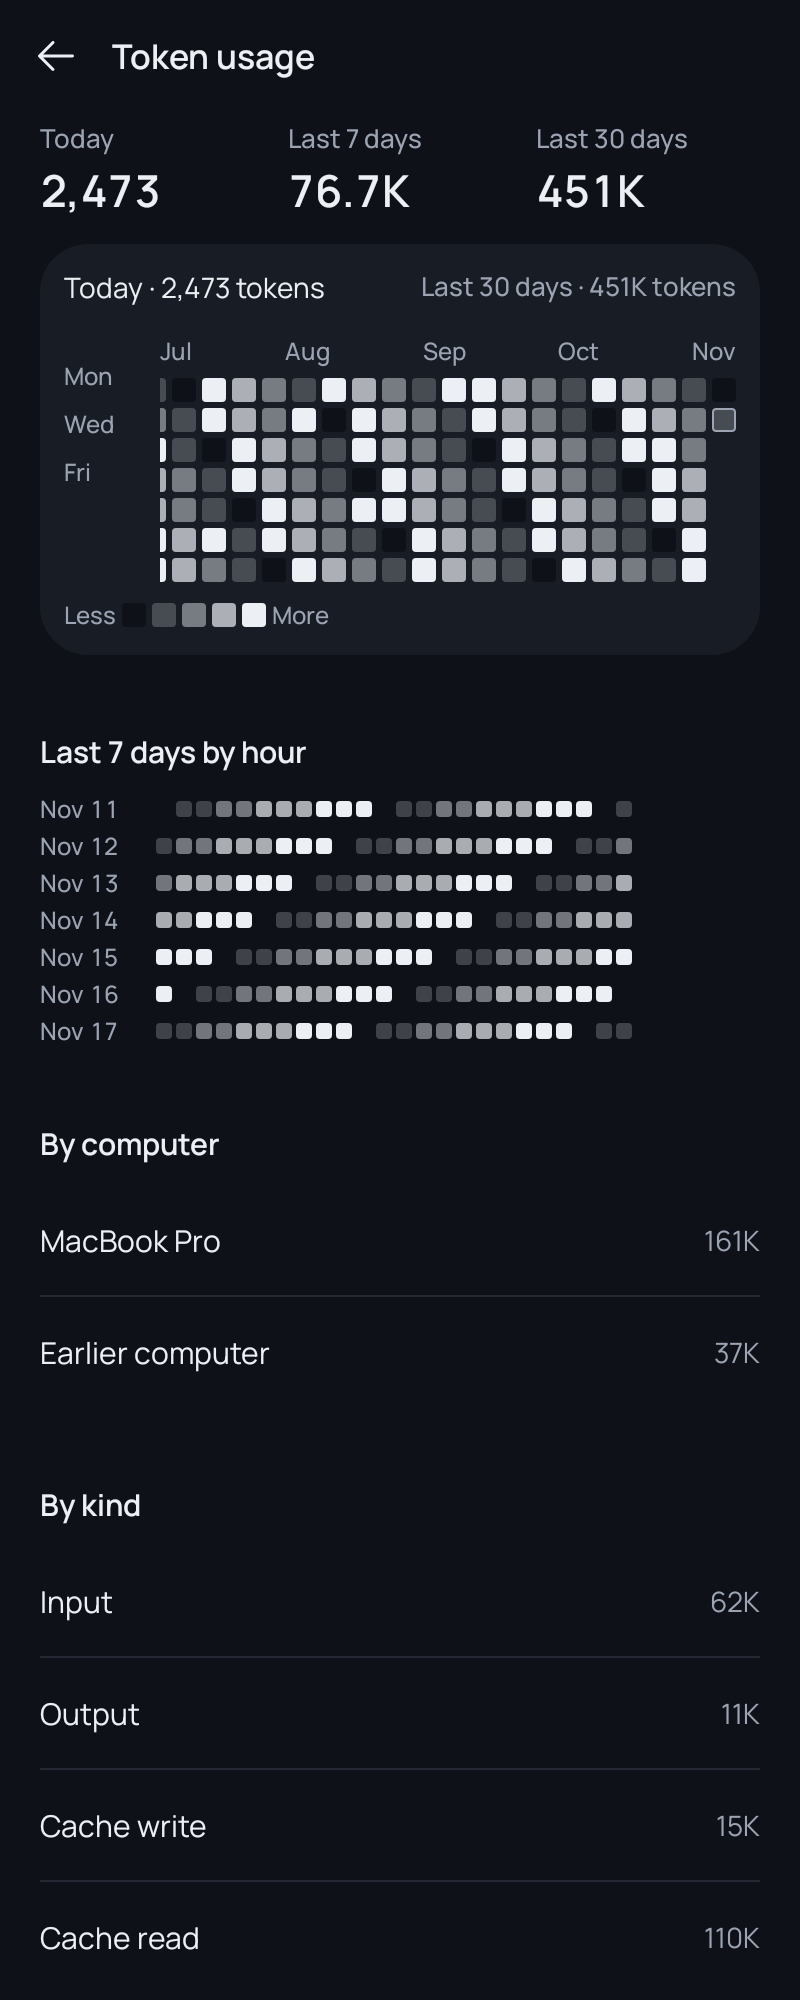 Token usage
Today Last 7 days Last 30 days
2,473 76.7K 451K
Today · 2,473 tokens Last 30 days · 451K tokens
Jul Aug Sep Oct Nov
Mon
Wed
Fri
Less More
Last 7 days by hour
Nov 11
Nov 12
Nov 13
Nov 14
Nov 15
Nov 16
Nov 17
By computer
MacBook Pro 161K
Earlier computer 37K
By kind
Input 62K
Output 11K
Cache write 15K
Cache read 110K